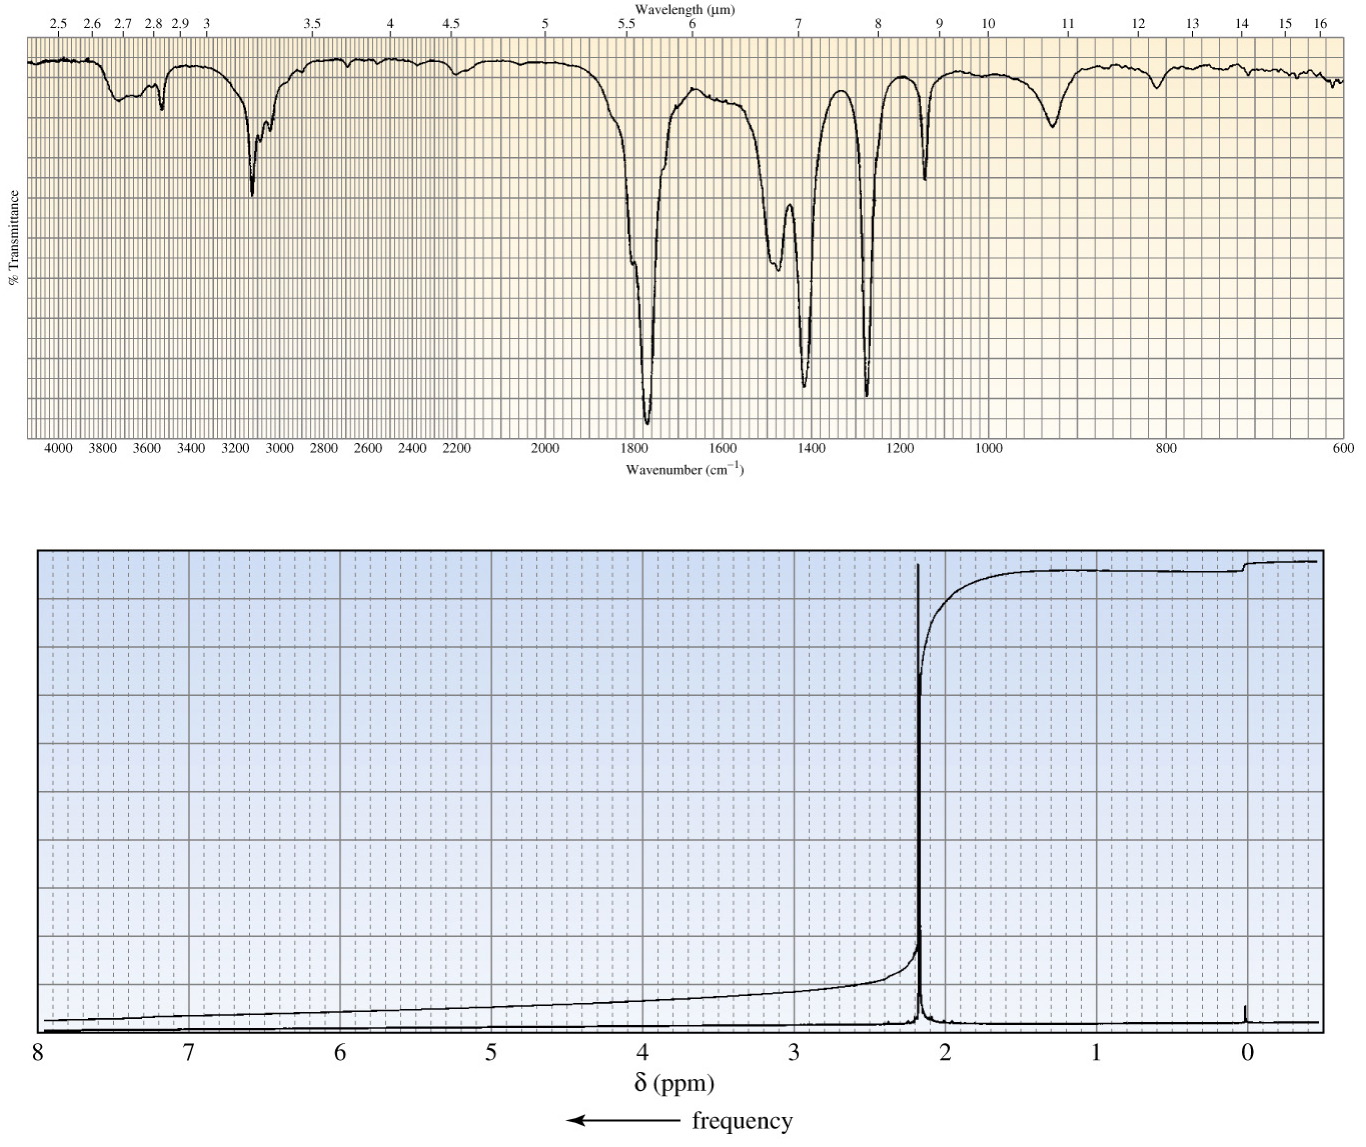 Wavelength (μm)
2.5 2.6 2.7 2.8 2.9 3 3.5 4 4.5 5 5.5 6 7 8 9 10 11 12 13 14 15 16
% Transmittance
4000 3800 3600 3400 3200 3000 2800 2600 2400 2200 2000 1800 1600 1400 1200 1000 800 600
Wavenumber (cm⁻¹)
8 7 6 5 4 3 2 1 0
δ (ppm)
frequency